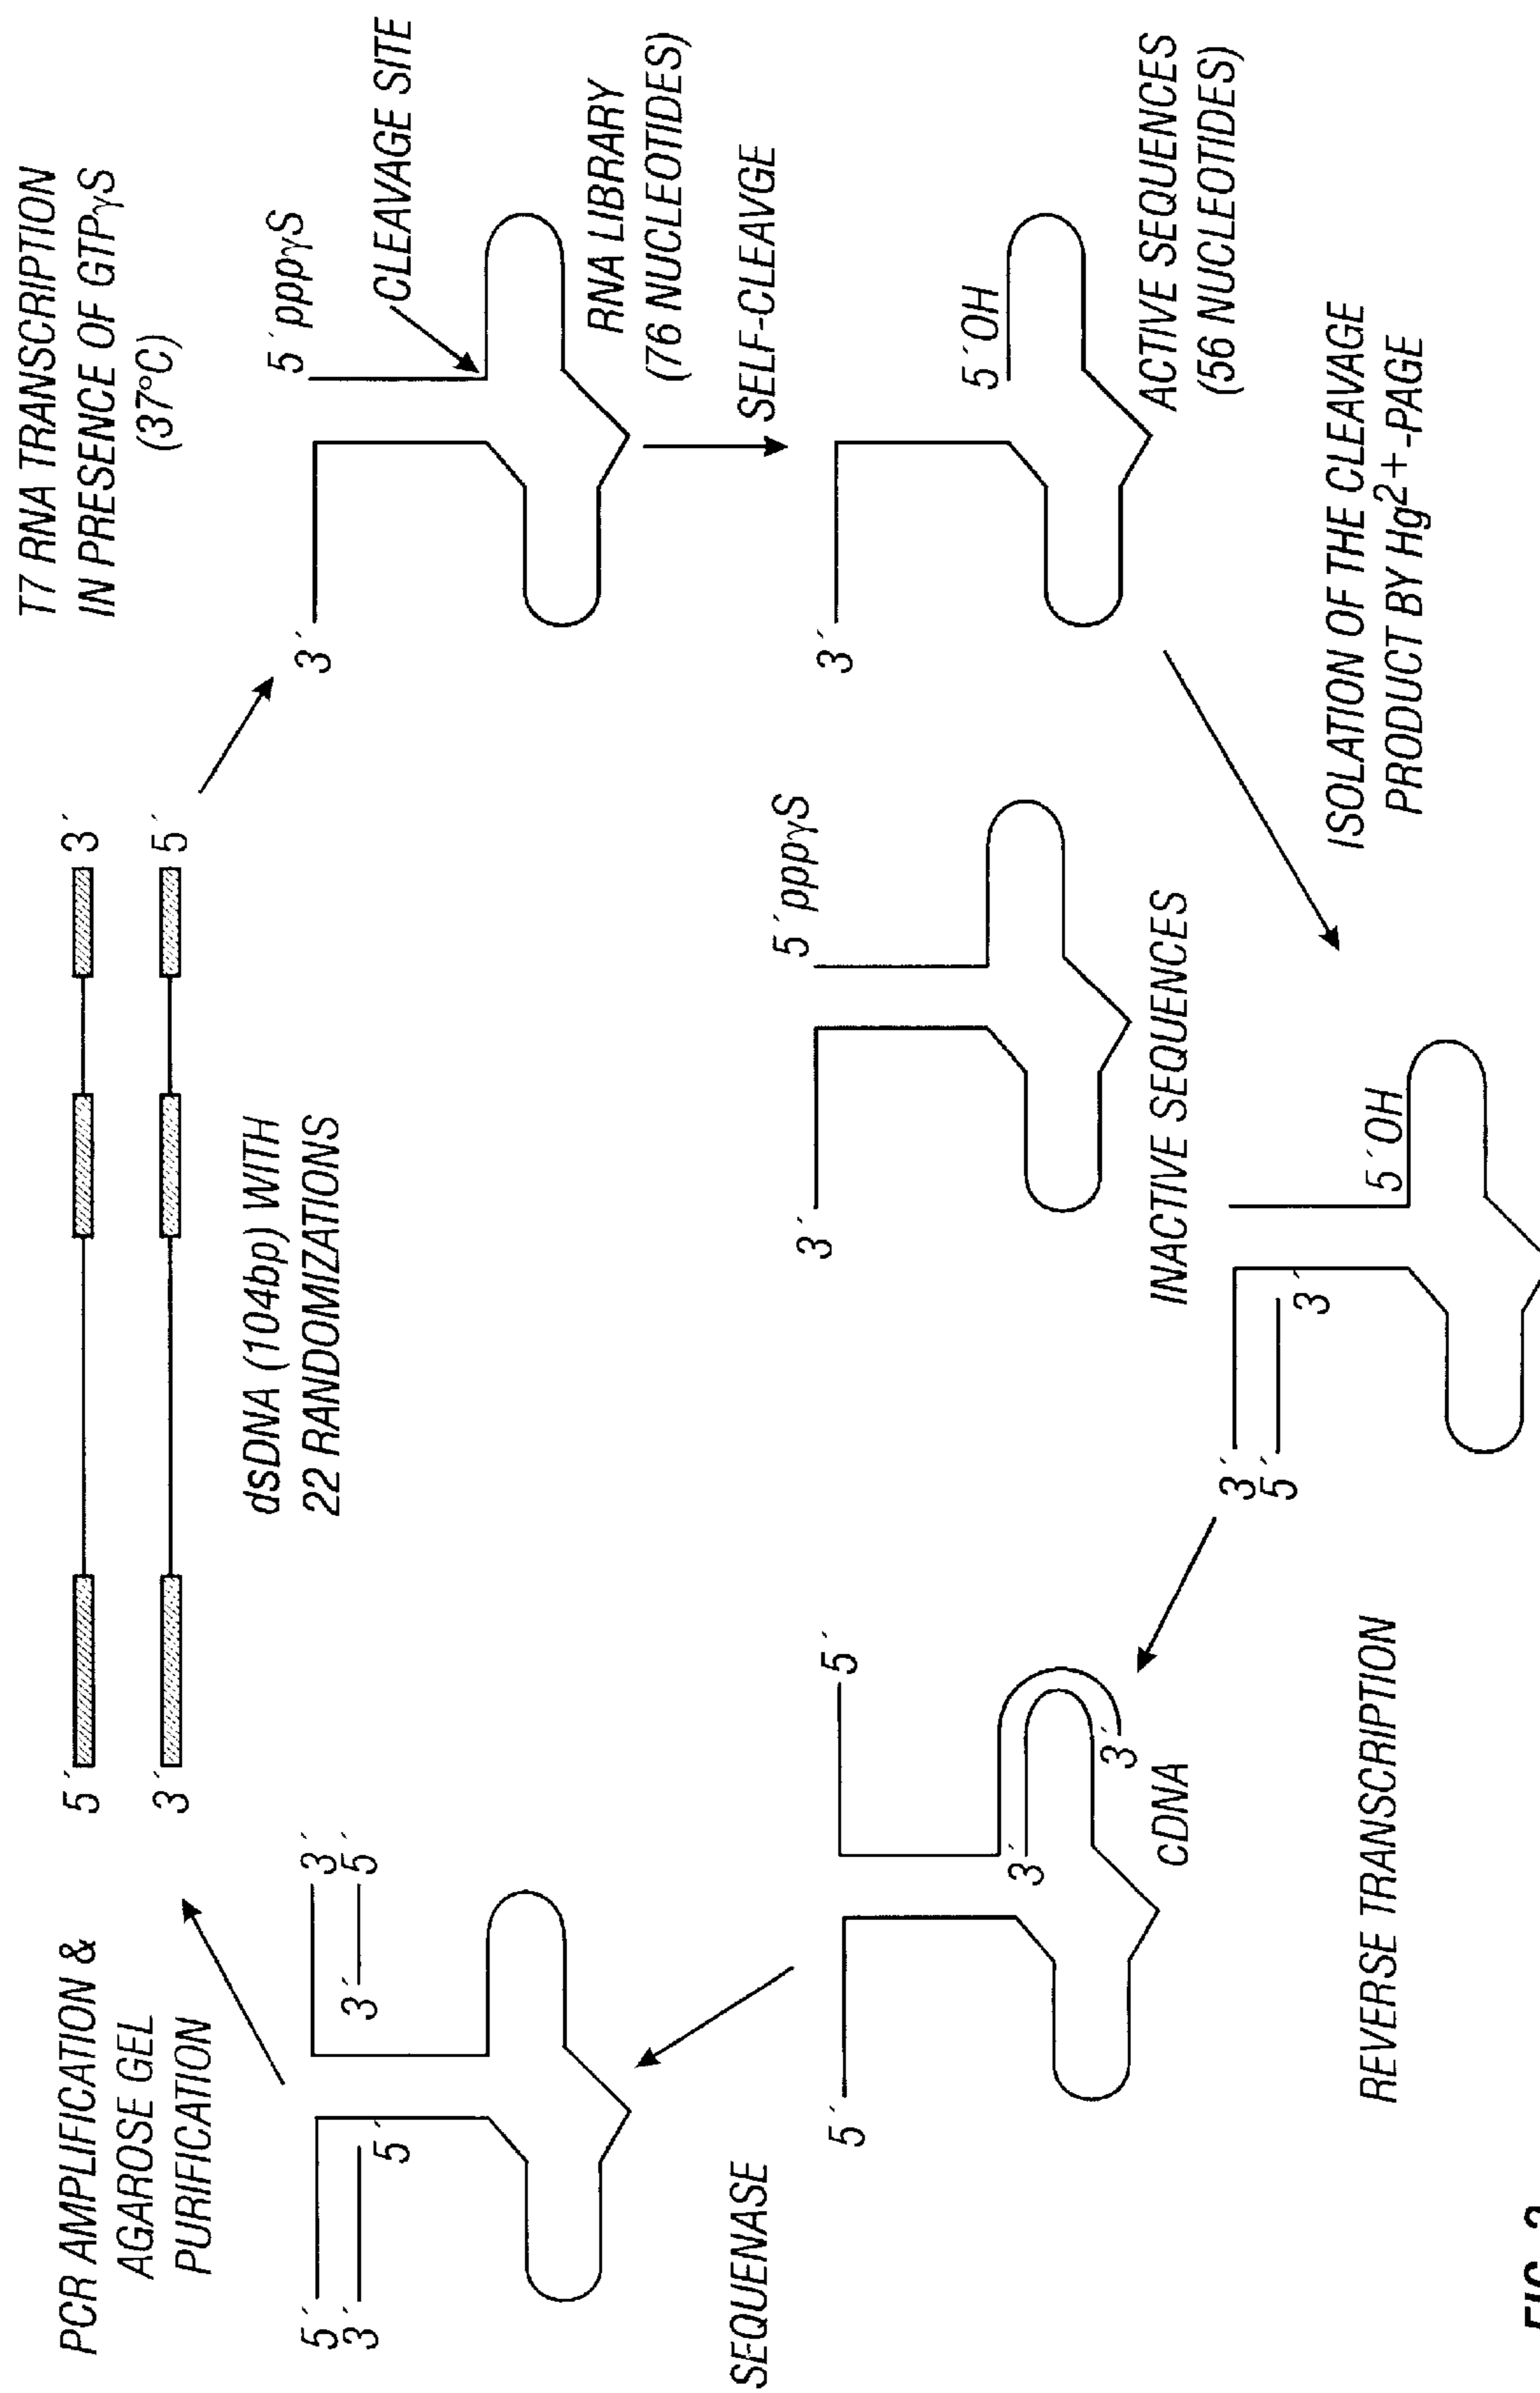 PCR AMPLIFICATION &
AGAROSE GEL
PURIFICATION
5´
3´
3´
5´
dsDNA (104bp) WITH
22 RANDOMIZATIONS
T7 RNA TRANSCRIPTION
IN PRESENCE OF GTPγS
(37°C)
3´
5´pppγS
CLEAVAGE SITE
RNA LIBRARY
(76 NUCLEOTIDES)
SELF-CLEAVGE
3´
5´OH
ACTIVE SEQUENCES
(56 NUCLEOTIDES)
ISOLATION OF THE CLEAVAGE
PRODUCT BY Hg2+-PAGE
3´
5´pppγS
INACTIVE SEQUENCES
3´
5´
3´
5´OH
REVERSE TRANSCRIPTION
5´
5´
3´
3´
cDNA
SEQUENASE
5´
3´
5´
3´
3´
5´